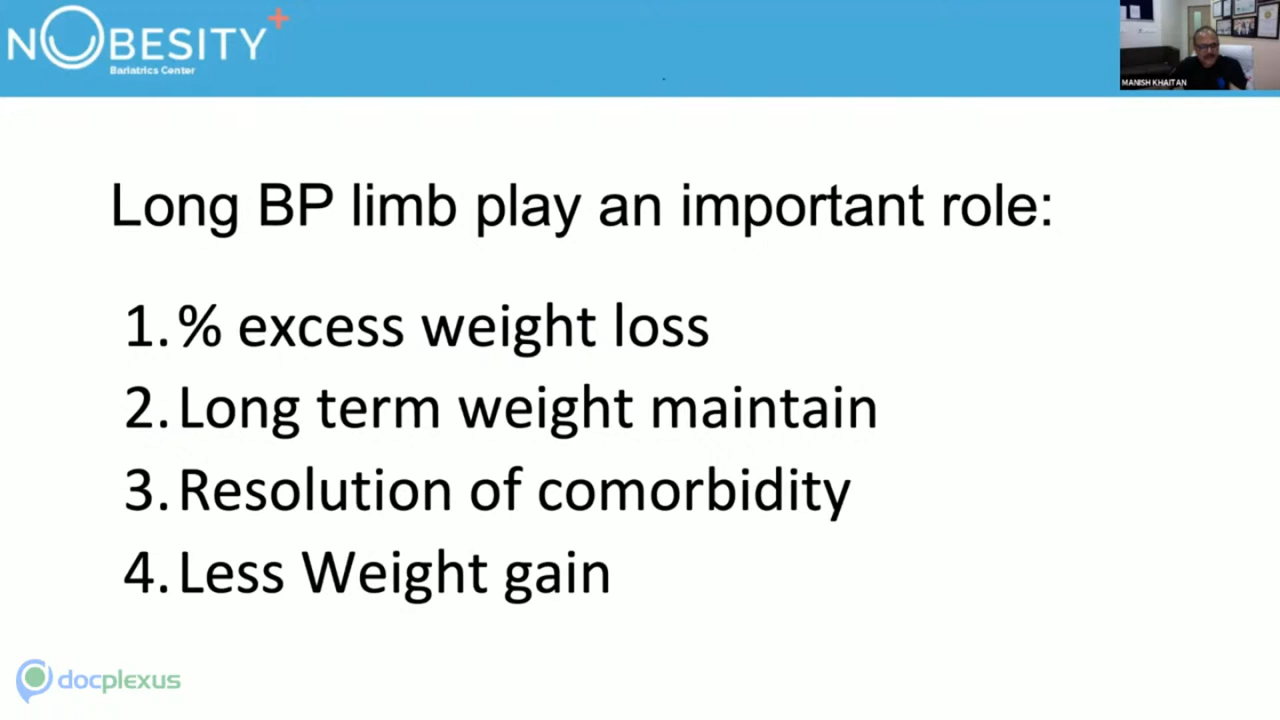 NOBESITY+
Bariatrics Center
MANISH KHAITAN
Long BP limb play an important role:
1. % excess weight loss
2. Long term weight maintain
3. Resolution of comorbidity
4. Less Weight gain
docplexus